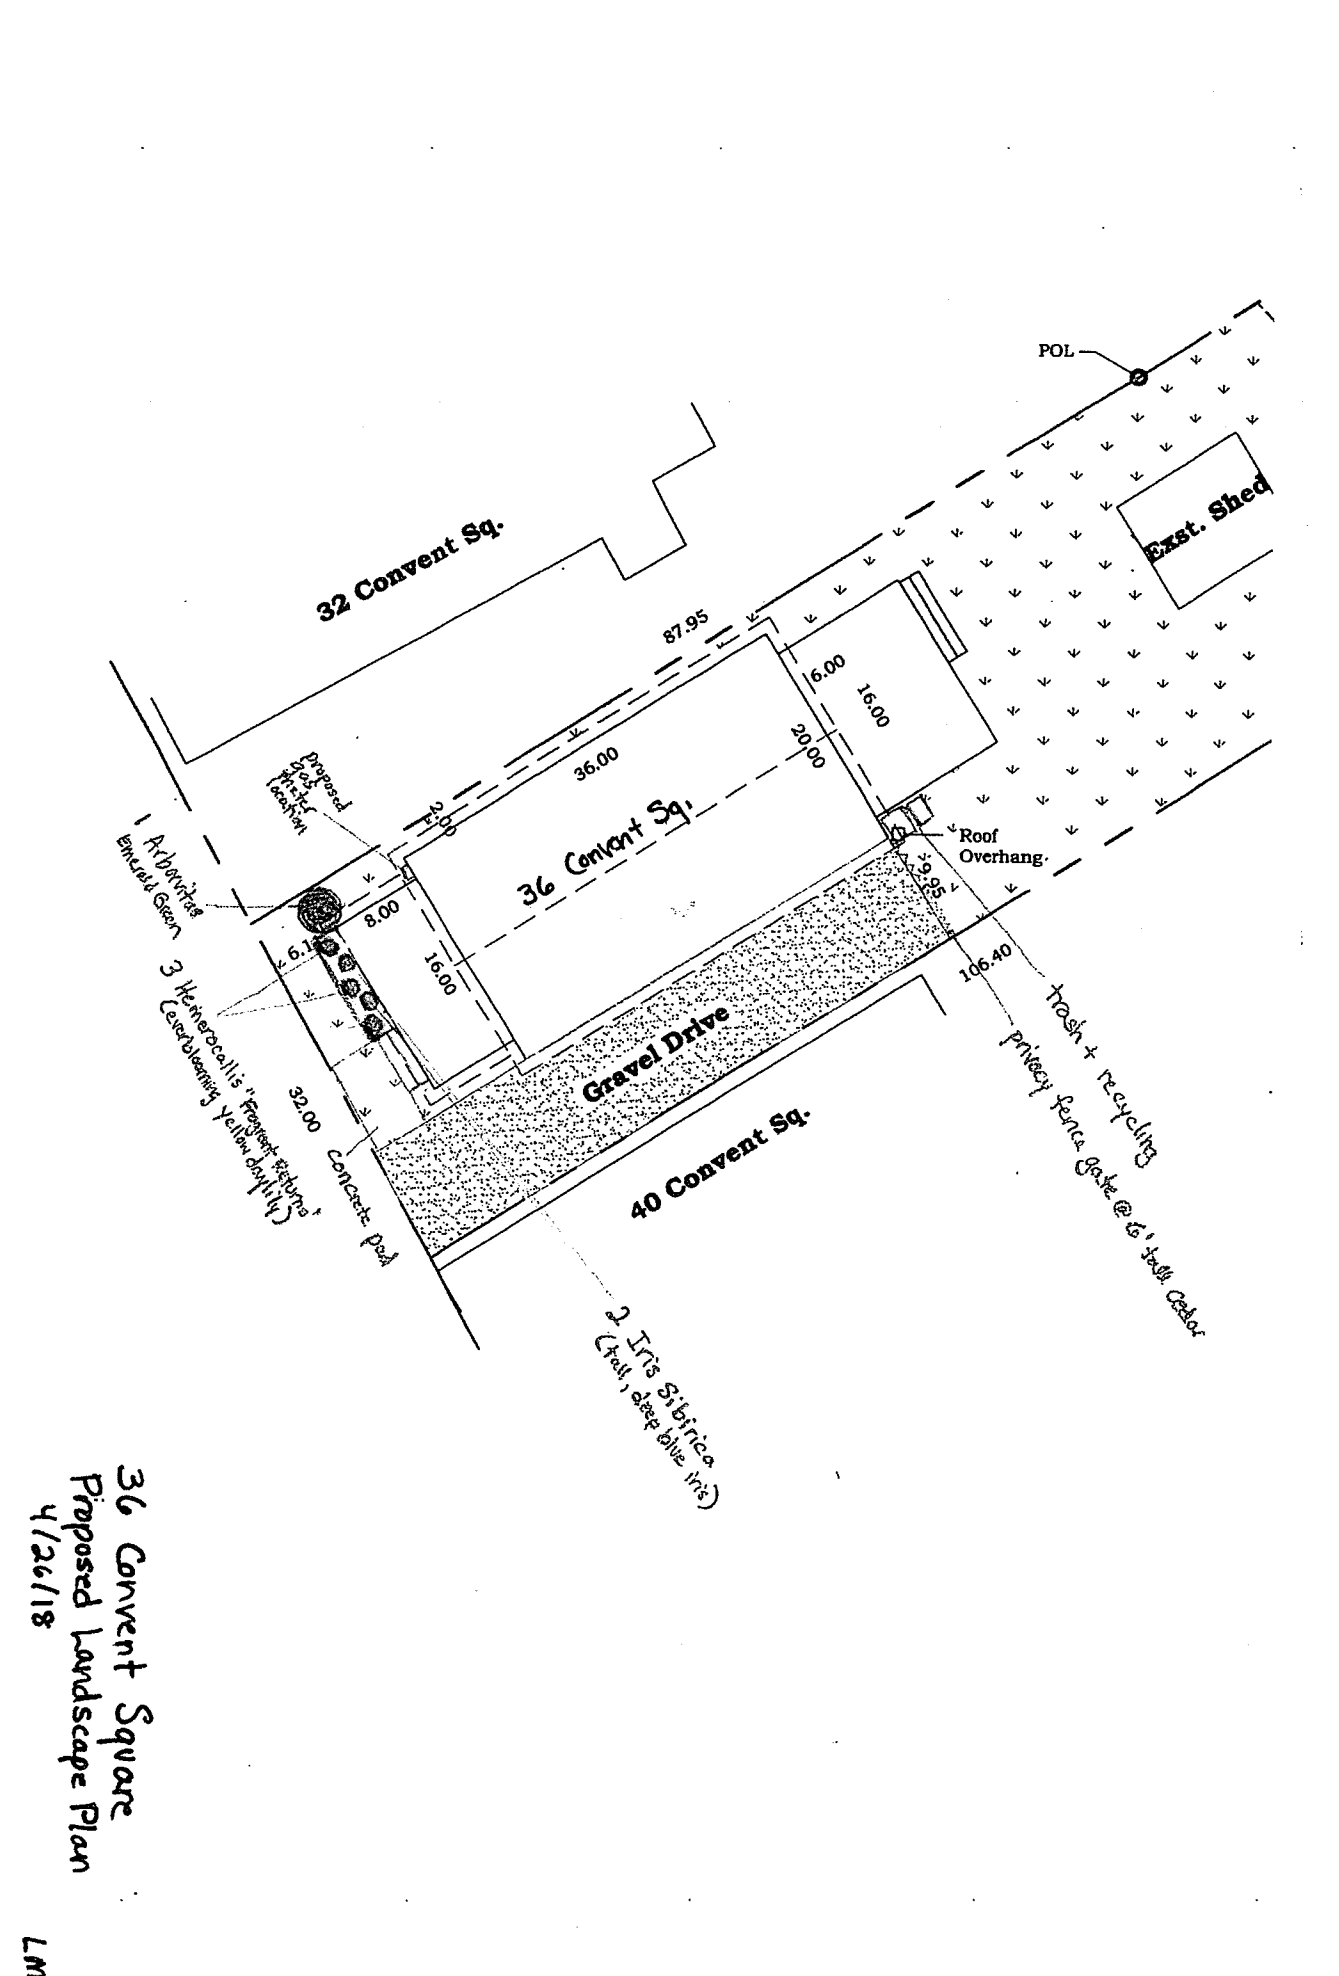 POL
Exst. Shed
32 Convent Sq.
87.95
6.00
16.00
20.00
36.00
proposed
gas
meter
location
2.00
36 Convent Sq.
Roof
Overhang.
9.95
1 Arborvitas
Emerald Green
8.00
6.1
16.00
106.40
3 Hemerocallis "Fragrant Returns"
(everblooming yellow daylily)
trash + recycling
privacy fence gate @ 6' tall cedar
Gravel Drive
32.00
concrete pad
40 Convent Sq.
2 Iris Sibirica
(tall, deep blue iris)
36 Convent Square
Proposed Landscape Plan
4/26/18
LM